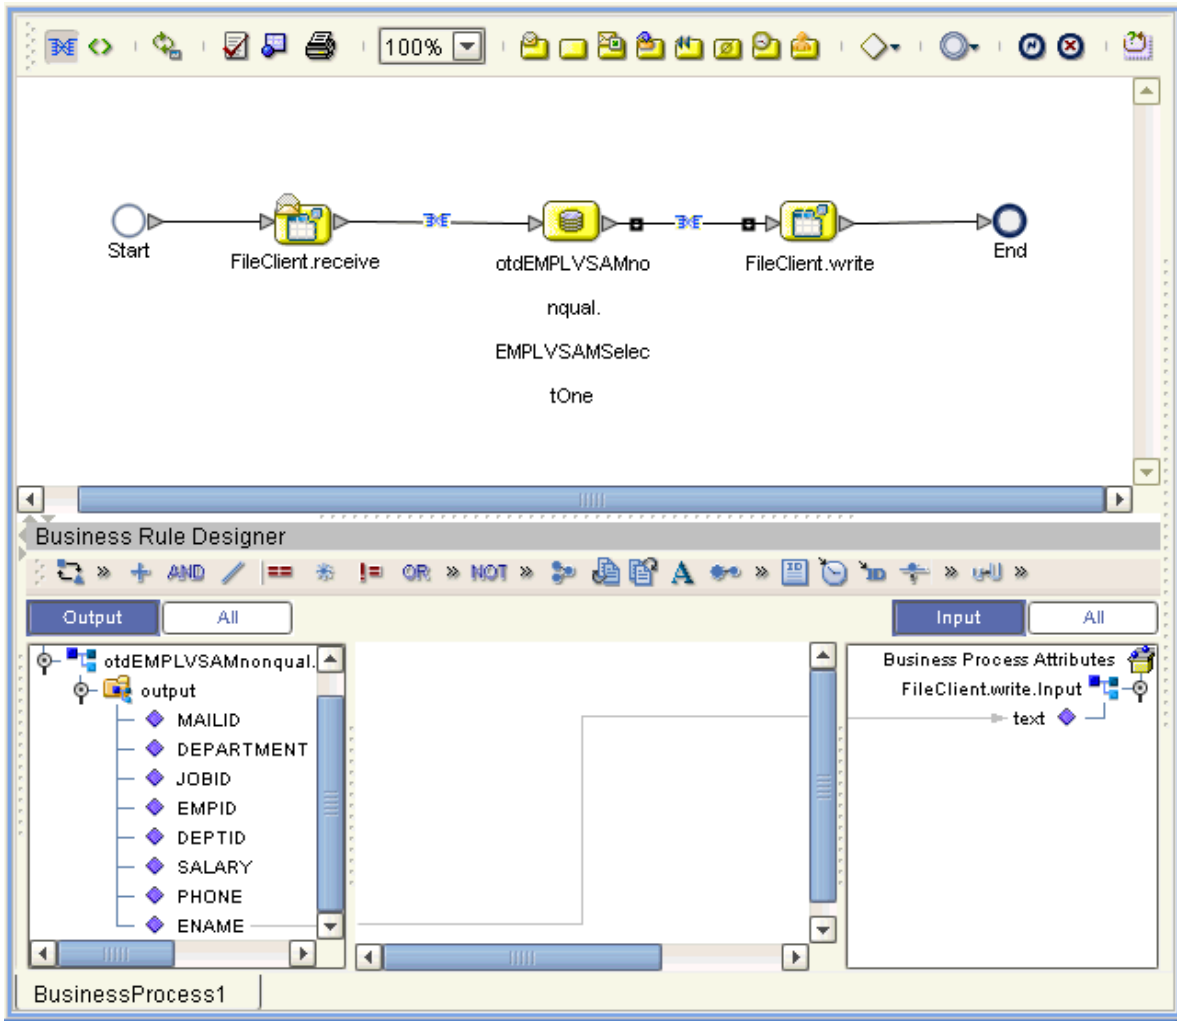 100%
Start
FileClient.receive
otdEMPLVSAMno
nqual.
EMPLVSAMSelec
tOne
FileClient.write
End
Business Rule Designer
» AND == != OR » NOT » A » 10 10 » »
Output All Input All
otdEMPLVSAMnonqual.
output
MAILID
DEPARTMENT
JOBID
EMPID
DEPTID
SALARY
PHONE
ENAME
Business Process Attributes
FileClient.write.Input
text
BusinessProcess1